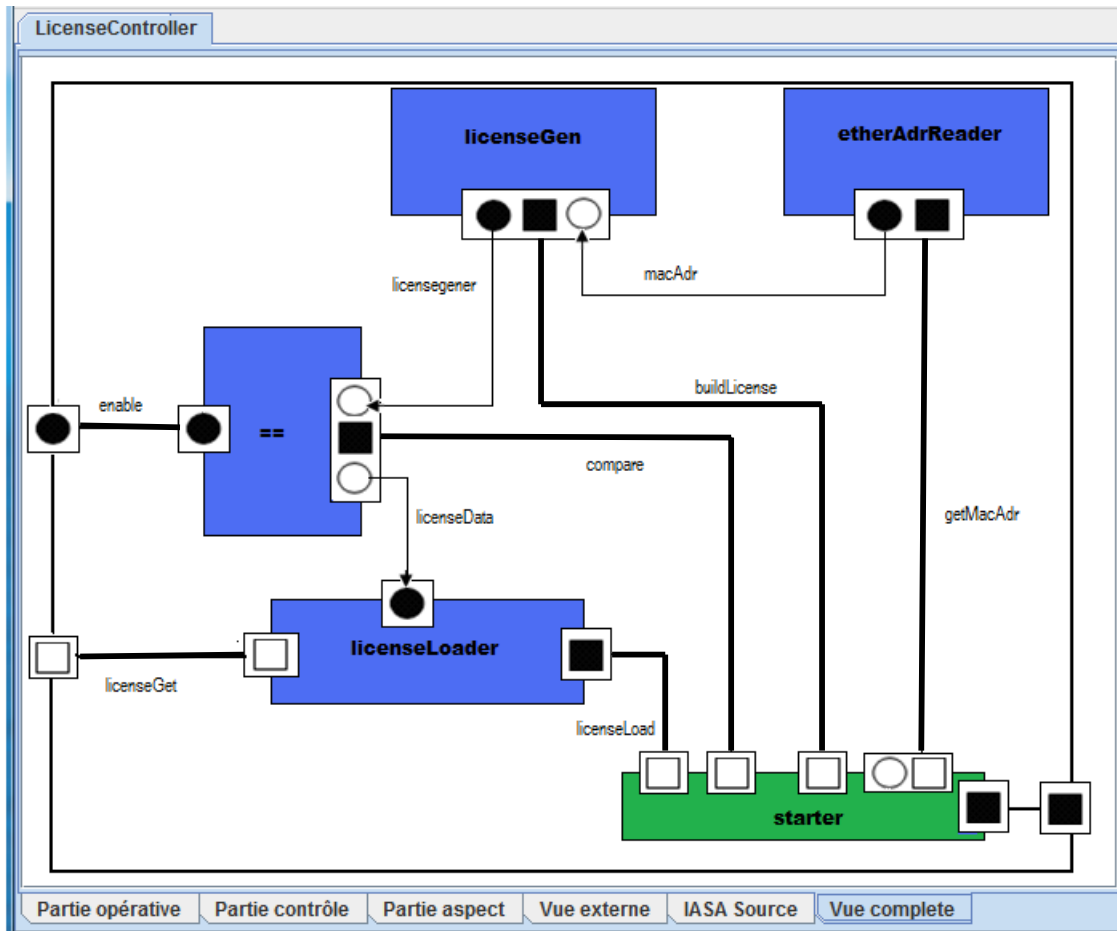 LicenseController
licenseGen
etherAdrReader
licensegener
macAdr
enable
==
buildLicense
compare
licenseData
getMacAdr
licenseLoader
licenseGet
licenseLoad
starter
Partie opérative
Partie contrôle
Partie aspect
Vue externe
IASA Source
Vue complete